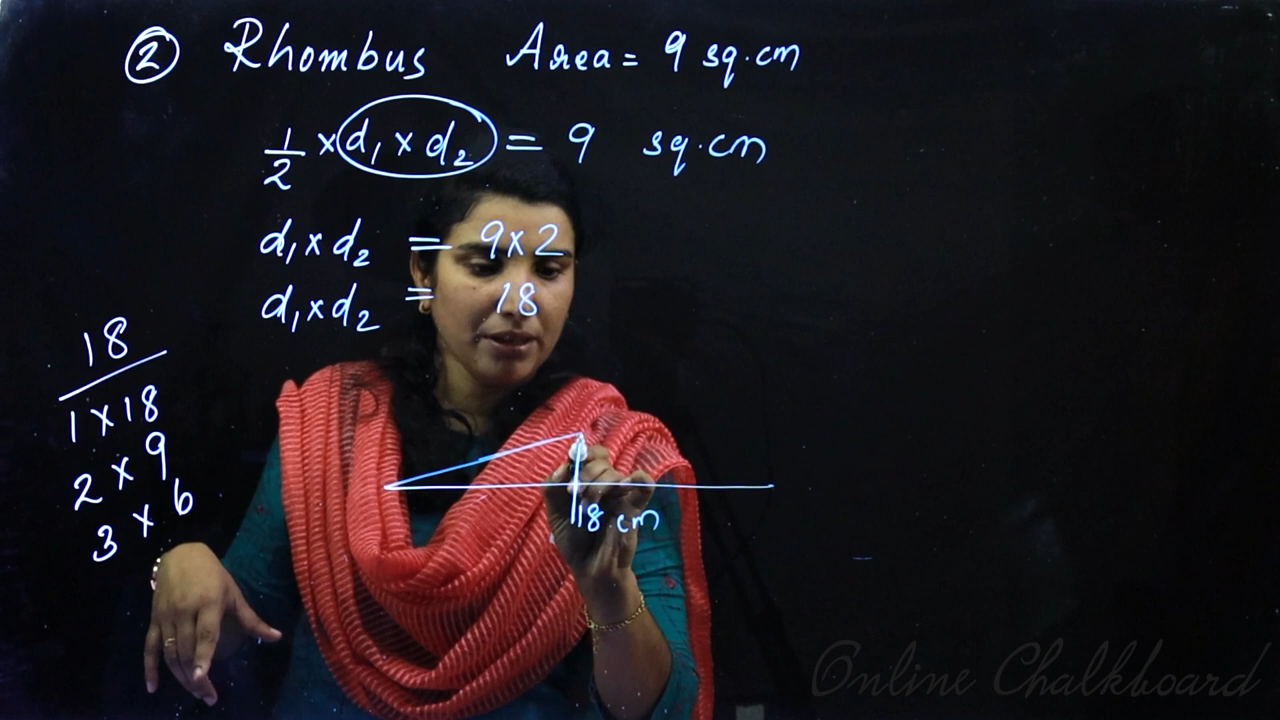 ② Rhombus Area = 9 sq.cm
1/2 × d₁ × d₂ = 9 sq.cm
d₁ × d₂ = 9×2
d₁ × d₂ = 18
18
1 × 18
2 × 9
3 × 6
18 cm
Online Chalkboard